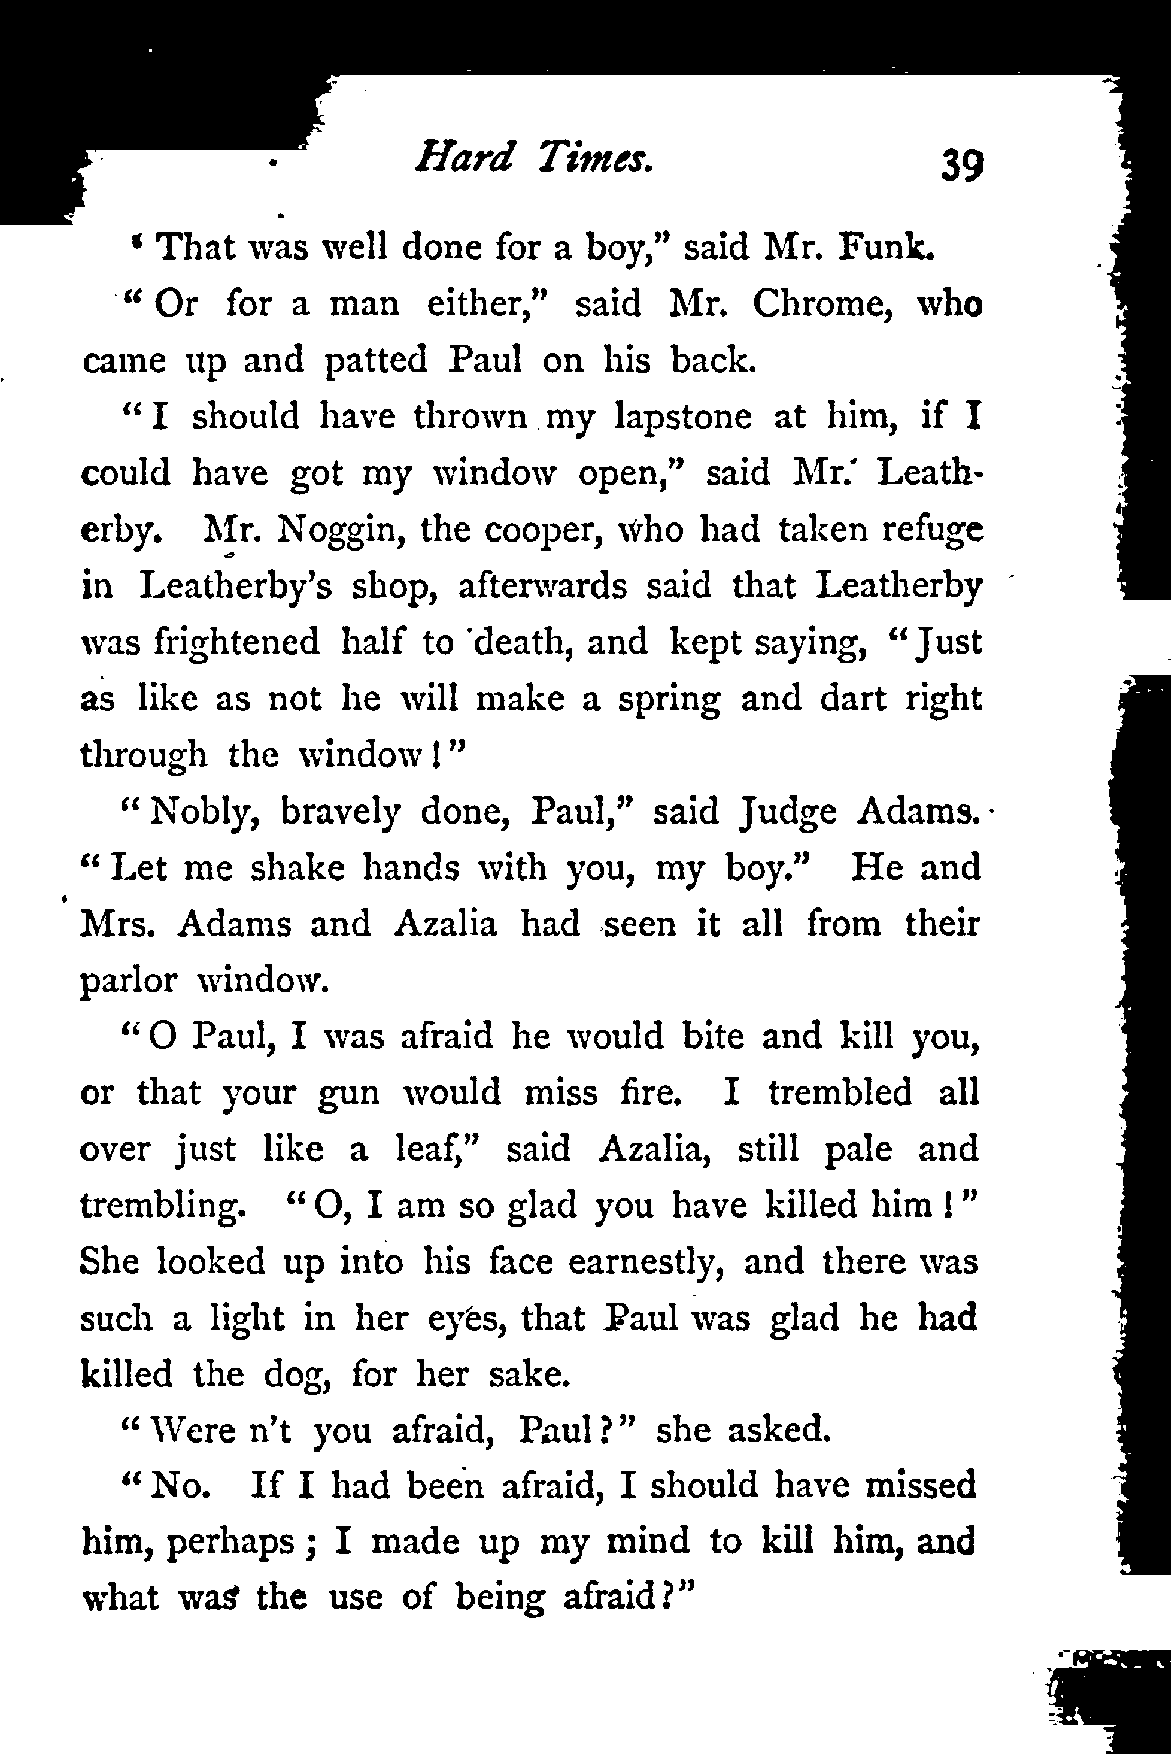 Hard Times. 39
‘ That was well done for a boy,” said Mr. Funk.
“ Or for a man either,” said Mr. Chrome, who
came up and patted Paul on his back.
“ I should have thrown my lapstone at him, if I
could have got my window open,” said Mr. Leath-
erby. Mr. Noggin, the cooper, who had taken refuge
in Leatherby’s shop, afterwards said that Leatherby
was frightened half to death, and kept saying, “ Just
as like as not he will make a spring and dart right
through the window ! ”
“ Nobly, bravely done, Paul,” said Judge Adams.
“ Let me shake hands with you, my boy.” He and
Mrs. Adams and Azalia had seen it all from their
parlor window.
“ O Paul, I was afraid he would bite and kill you,
or that your gun would miss fire. I trembled all
over just like a leaf,” said Azalia, still pale and
trembling. “ O, I am so glad you have killed him ! ”
She looked up into his face earnestly, and there was
such a light in her eyes, that Paul was glad he had
killed the dog, for her sake.
“ Were n’t you afraid, Paul ? ” she asked.
“ No. If I had been afraid, I should have missed
him, perhaps ; I made up my mind to kill him, and
what was the use of being afraid ? ”